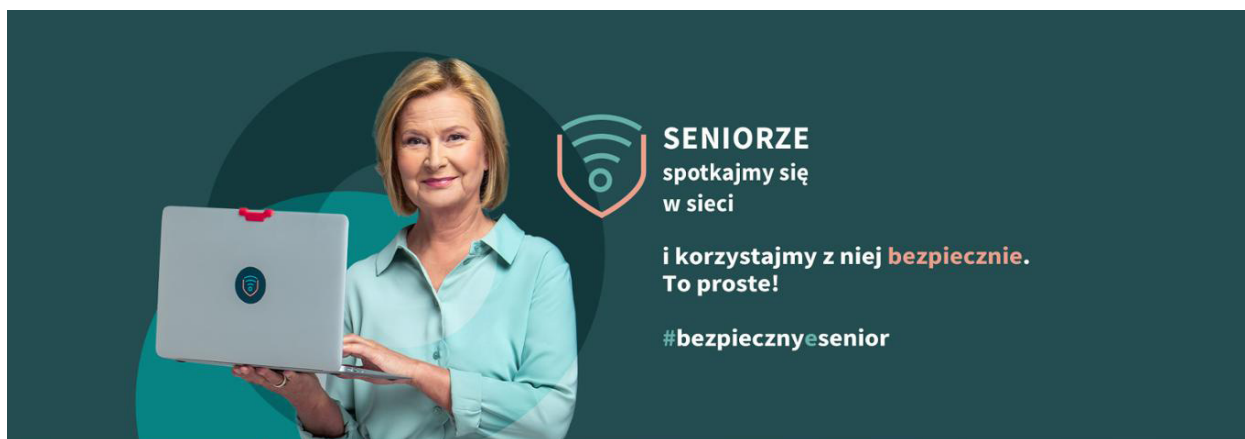 SENIORZE
spotkajmy się
w sieci
i korzystajmy z niej bezpiecznie.
To proste!
#bezpiecznyesenior